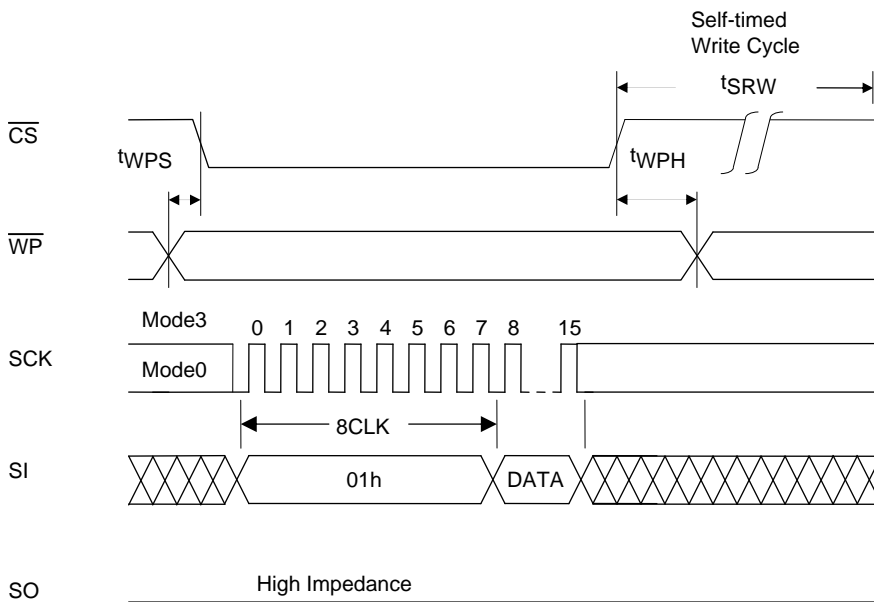 Self-timed
Write Cycle
tSRW
CS
tWPS
tWPH
WP
Mode3
0 1 2 3 4 5 6 7 8 15
SCK
Mode0
8CLK
SI
01h
DATA
High Impedance
SO